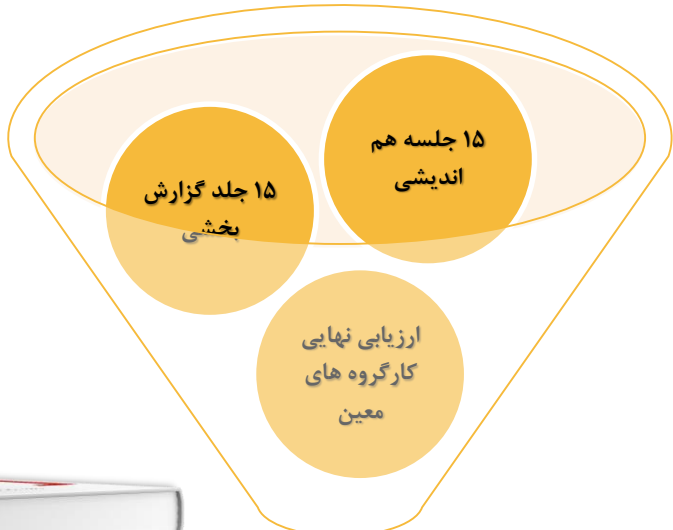 ۱۵ جلسه هم
اندیشی
۱۵ جلد گزارش
بخشی
ارزیابی نهایی
کارگروه های
معین